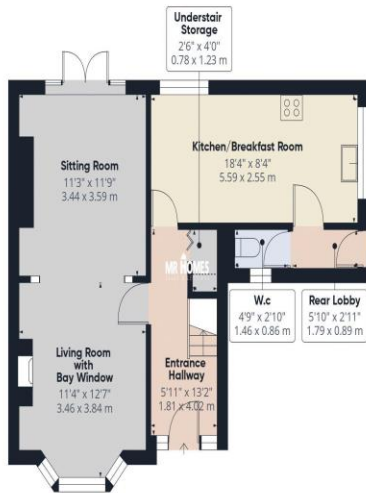 Understair
Storage
2'6" x 4'0"
0.78 x 1.23 m
Sitting Room
11'3" x 11'9"
3.44 x 3.59 m
Kitchen/Breakfast Room
18'4" x 8'4"
5.59 x 2.55 m
MR HOMES
W.c
4'9" x 2'10"
1.46 x 0.86 m
Rear Lobby
5'10" x 2'11"
1.79 x 0.89 m
Living Room
with
Bay Window
11'4" x 12'7"
3.46 x 3.84 m
Entrance
Hallway
5'11" x 13'2"
1.81 x 4.02 m